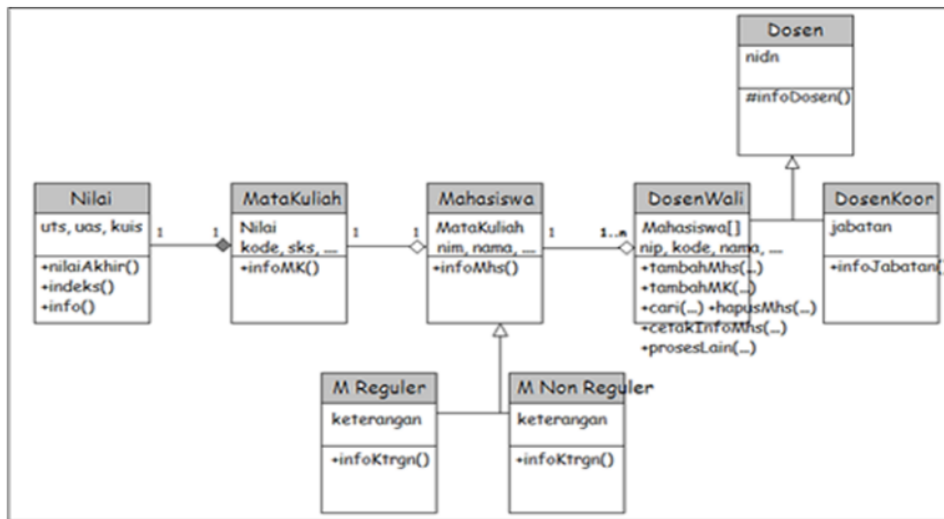 Dosen
nidn
#infoDosen()
Nilai
uts, uas, kuis
+nilaiAkhir()
+indeks()
+info()
1
1
MataKuliah
Nilai
kode, sks, ...
+infoMK()
1
1
Mahasiswa
MataKuliah
nim, nama, ...
+infoMhs()
1
1..n
DosenWali
Mahasiswa[]
nip, kode, nama, ...
+tambahMhs(...)
+tambahMK(...)
+cari(...) +hapusMhs(...)
+cetakInfoMhs(...)
+prosesLain(...)
DosenKoor
jabatan
+infoJabatan()
M Reguler
keterangan
+infoKtrgn()
M Non Reguler
keterangan
+infoKtrgn()